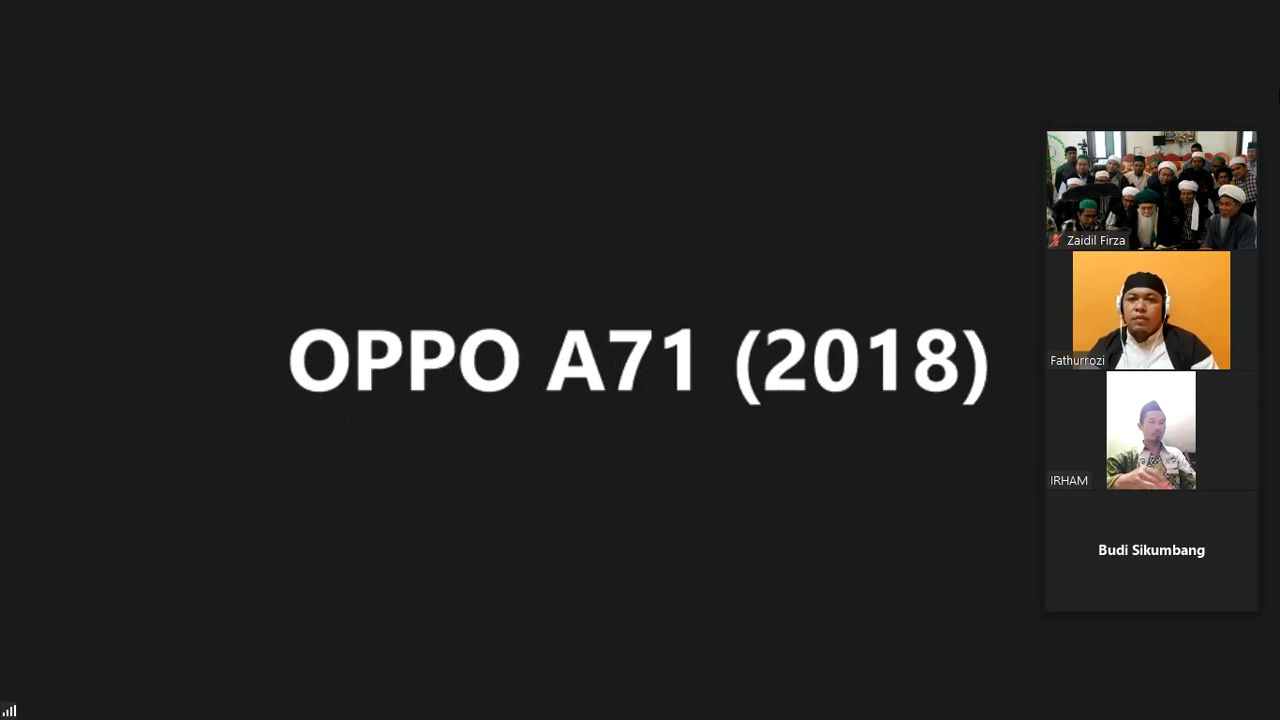 OPPO A71 (2018)
Zaidil Firza
Fathurrozi
IRHAM
Budi Sikumbang